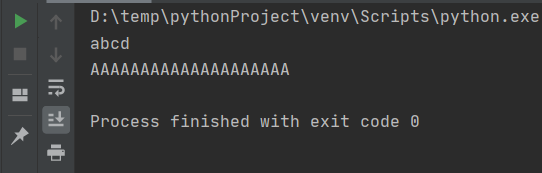 D:\temp\pythonProject\venv\Scripts\python.exe
abcd
AAAAAAAAAAAAAAAAAAAA
Process finished with exit code 0